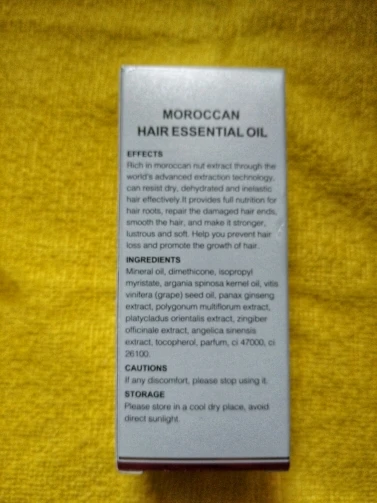 MOROCCAN
HAIR ESSENTIAL OIL
EFFECTS
Rich in moroccan nut extract through the
world's advanced extraction technology,
can resist dry, dehydrated and inelastic
hair effectively It provides full nutrition for
hair roots, repair the damaged hair ends,
smooth the hair, and make it stronger,
lustrous and soft. Help you prevent hair
loss and promote the growth of hair.
INGREDIENTS
Mineral oil, dimethicone, isopropyl
myristate, argania spinosa kernel oil, vitis
vinifera (grape) seed oil, panax ginseng
extract, polygonum multiflorum extract,
platycladus orientalis extract, zingiber
officinale extract, angelica sinensis
extract, tocopherol, parfum, ci 47000, ci
26100.
CAUTIONS
If any discomfort, please stop using it.
STORAGE
Please store in a cool dry place, avoid
direct sunlight.